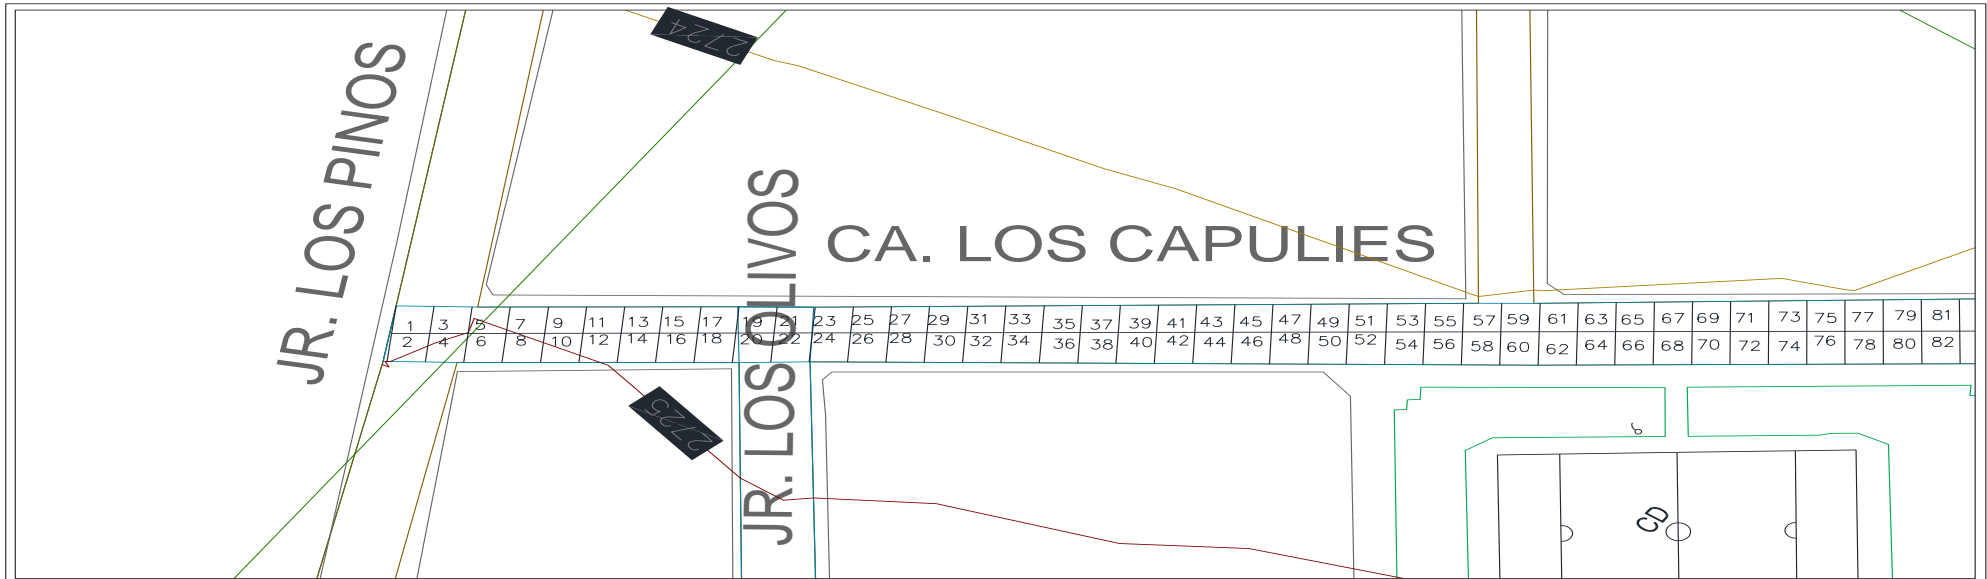 2724
JR. LOS PINOS
JR. LOS OLIVOS
CA. LOS CAPULIES
1 3 5 7 9 11 13 15 17 19 21 23 25 27 29 31 33 35 37 39 41 43 45 47 49 51 53 55 57 59 61 63 65 67 69 71 73 75 77 79 81
2 4 6 8 10 12 14 16 18 20 22 24 26 28 30 32 34 36 38 40 42 44 46 48 50 52 54 56 58 60 62 64 66 68 70 72 74 76 78 80 82
2725
CD